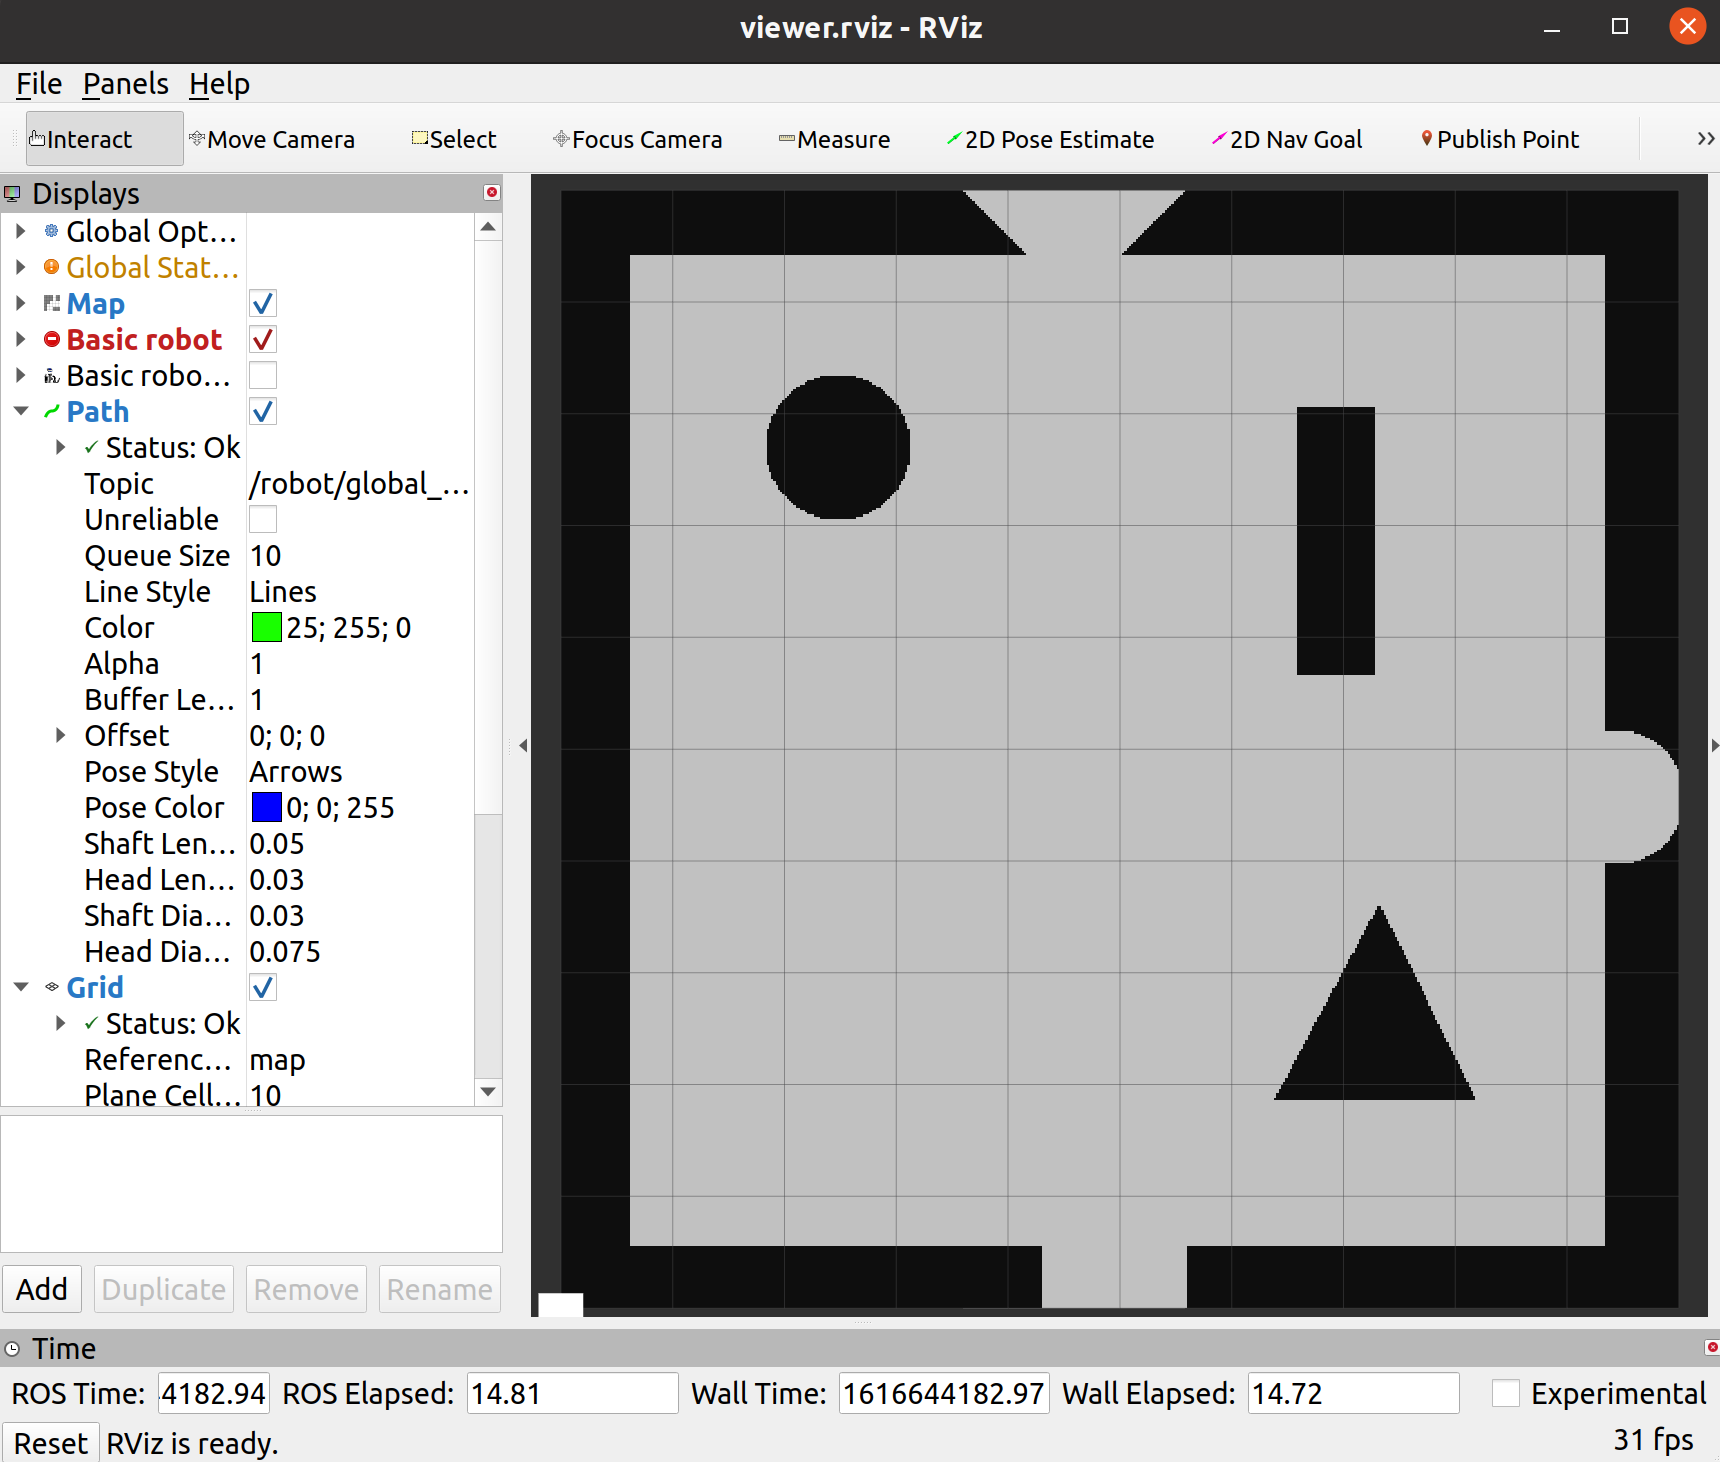 viewer.rviz - RViz
File Panels Help
Interact Move Camera Select Focus Camera Measure 2D Pose Estimate 2D Nav Goal Publish Point »
Displays
Global Opt...
Global Stat...
Map
Basic robot
Basic robo...
Path
Status: Ok
Topic /robot/global_...
Unreliable
Queue Size 10
Line Style Lines
Color 25; 255; 0
Alpha 1
Buffer Le... 1
Offset 0; 0; 0
Pose Style Arrows
Pose Color 0; 0; 255
Shaft Len... 0.05
Head Len... 0.03
Shaft Dia... 0.03
Head Dia... 0.075
Grid
Status: Ok
Referenc... map
Plane Cell... 10
Add Duplicate Remove Rename
Time
ROS Time: 4182.94 ROS Elapsed: 14.81 Wall Time: 1616644182.97 Wall Elapsed: 14.72 Experimental
Reset RViz is ready. 31 fps